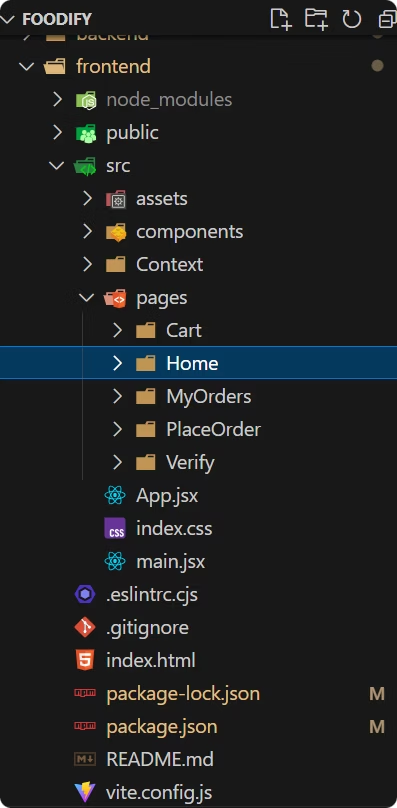 FOODIFY
backend
frontend
node_modules
public
src
assets
components
Context
pages
Cart
Home
MyOrders
PlaceOrder
Verify
App.jsx
CSS index.css
main.jsx
.eslintrc.cjs
.gitignore
index.html
package-lock.json M
package.json M
README.md
vite.config.js